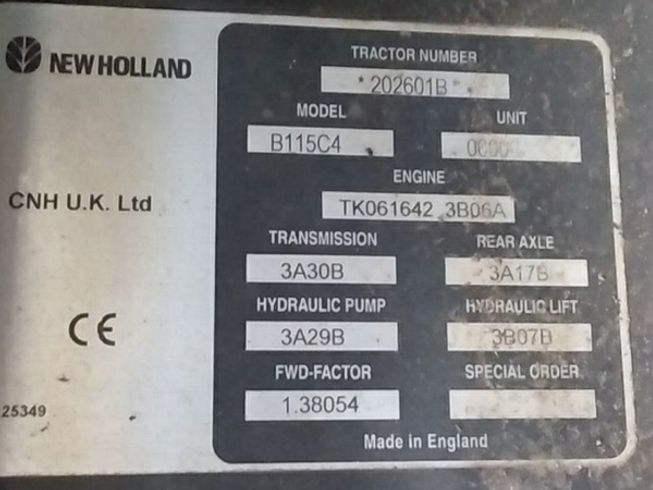 NEW HOLLAND
TRACTOR NUMBER
*202601B*
MODEL UNIT
B115C4 0000
CNH U.K. Ltd
ENGINE
TK061642 3B06A
TRANSMISSION REAR AXLE
3A30B 3A17B
HYDRAULIC PUMP HYDRAULIC LIFT
3A29B 3B07B
FWD-FACTOR SPECIAL ORDER
1.38054
CE
25349
Made in England